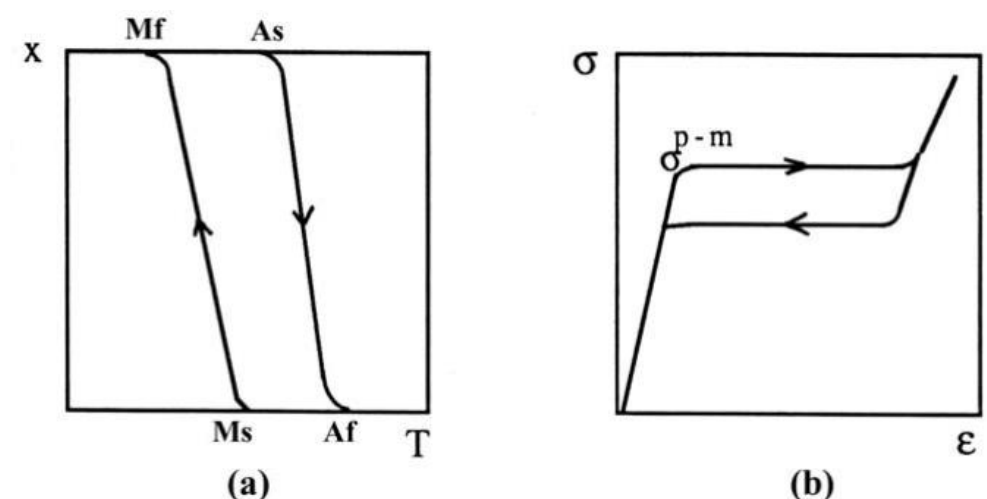 Mf As
X
Ms Af
T
(a)
σ
σ^{p-m}
ε
(b)